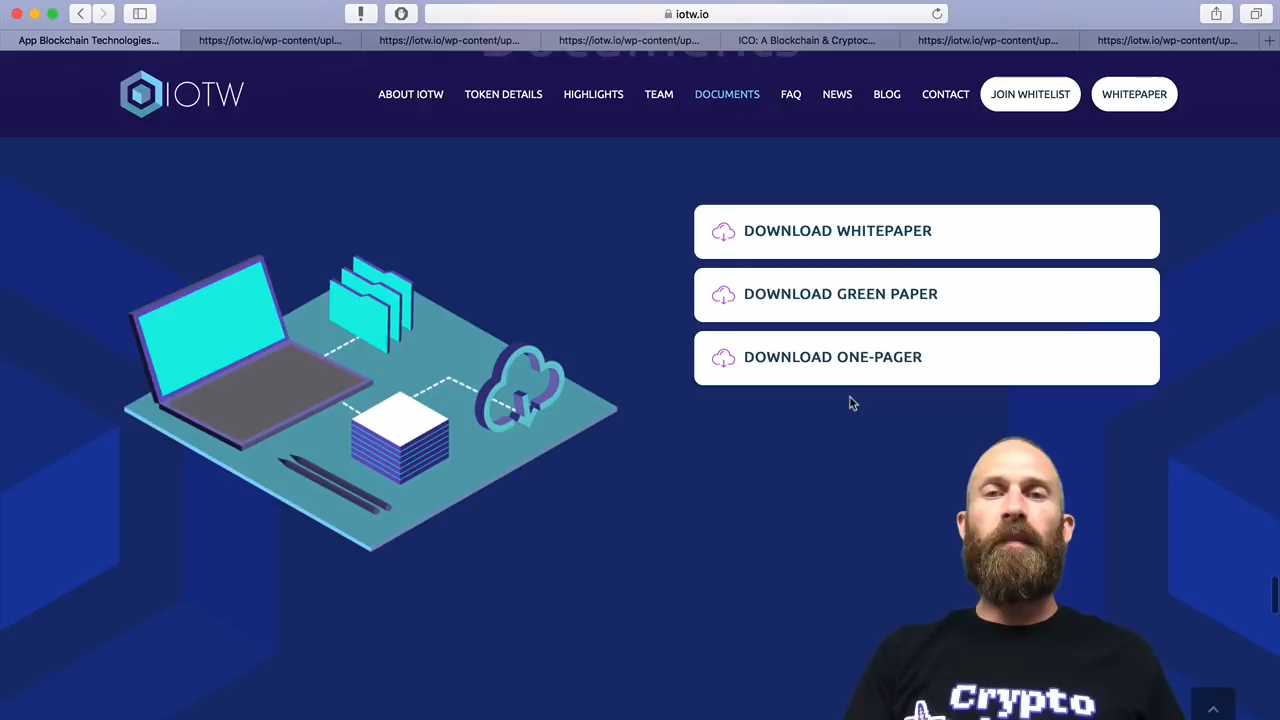 iotw.io
App Blockchain Technologies...
https://iotw.io/wp-content/upl...
https://iotw.io/wp-content/up...
https://iotw.io/wp-content/up...
ICO: A Blockchain & Cryptoc...
https://iotw.io/wp-content/up...
https://iotw.io/wp-content/up...
Documents
IOTW
ABOUT IOTW
TOKEN DETAILS
HIGHLIGHTS
TEAM
DOCUMENTS
FAQ
NEWS
BLOG
CONTACT
JOIN WHITELIST
WHITEPAPER
DOWNLOAD WHITEPAPER
DOWNLOAD GREEN PAPER
DOWNLOAD ONE-PAGER
Crypto